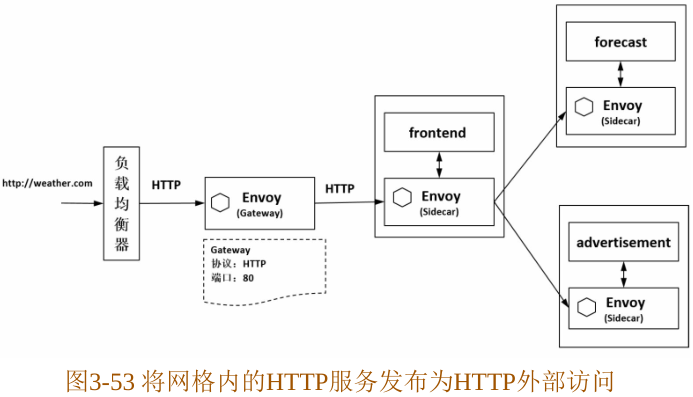 http://weather.com
负载均衡器
HTTP
Envoy
(Gateway)
Gateway
协议：HTTP
端口：80
HTTP
frontend
Envoy
(Sidecar)
forecast
Envoy
(Sidecar)
advertisement
Envoy
(Sidecar)
图3-53 将网格内的HTTP服务发布为HTTP外部访问